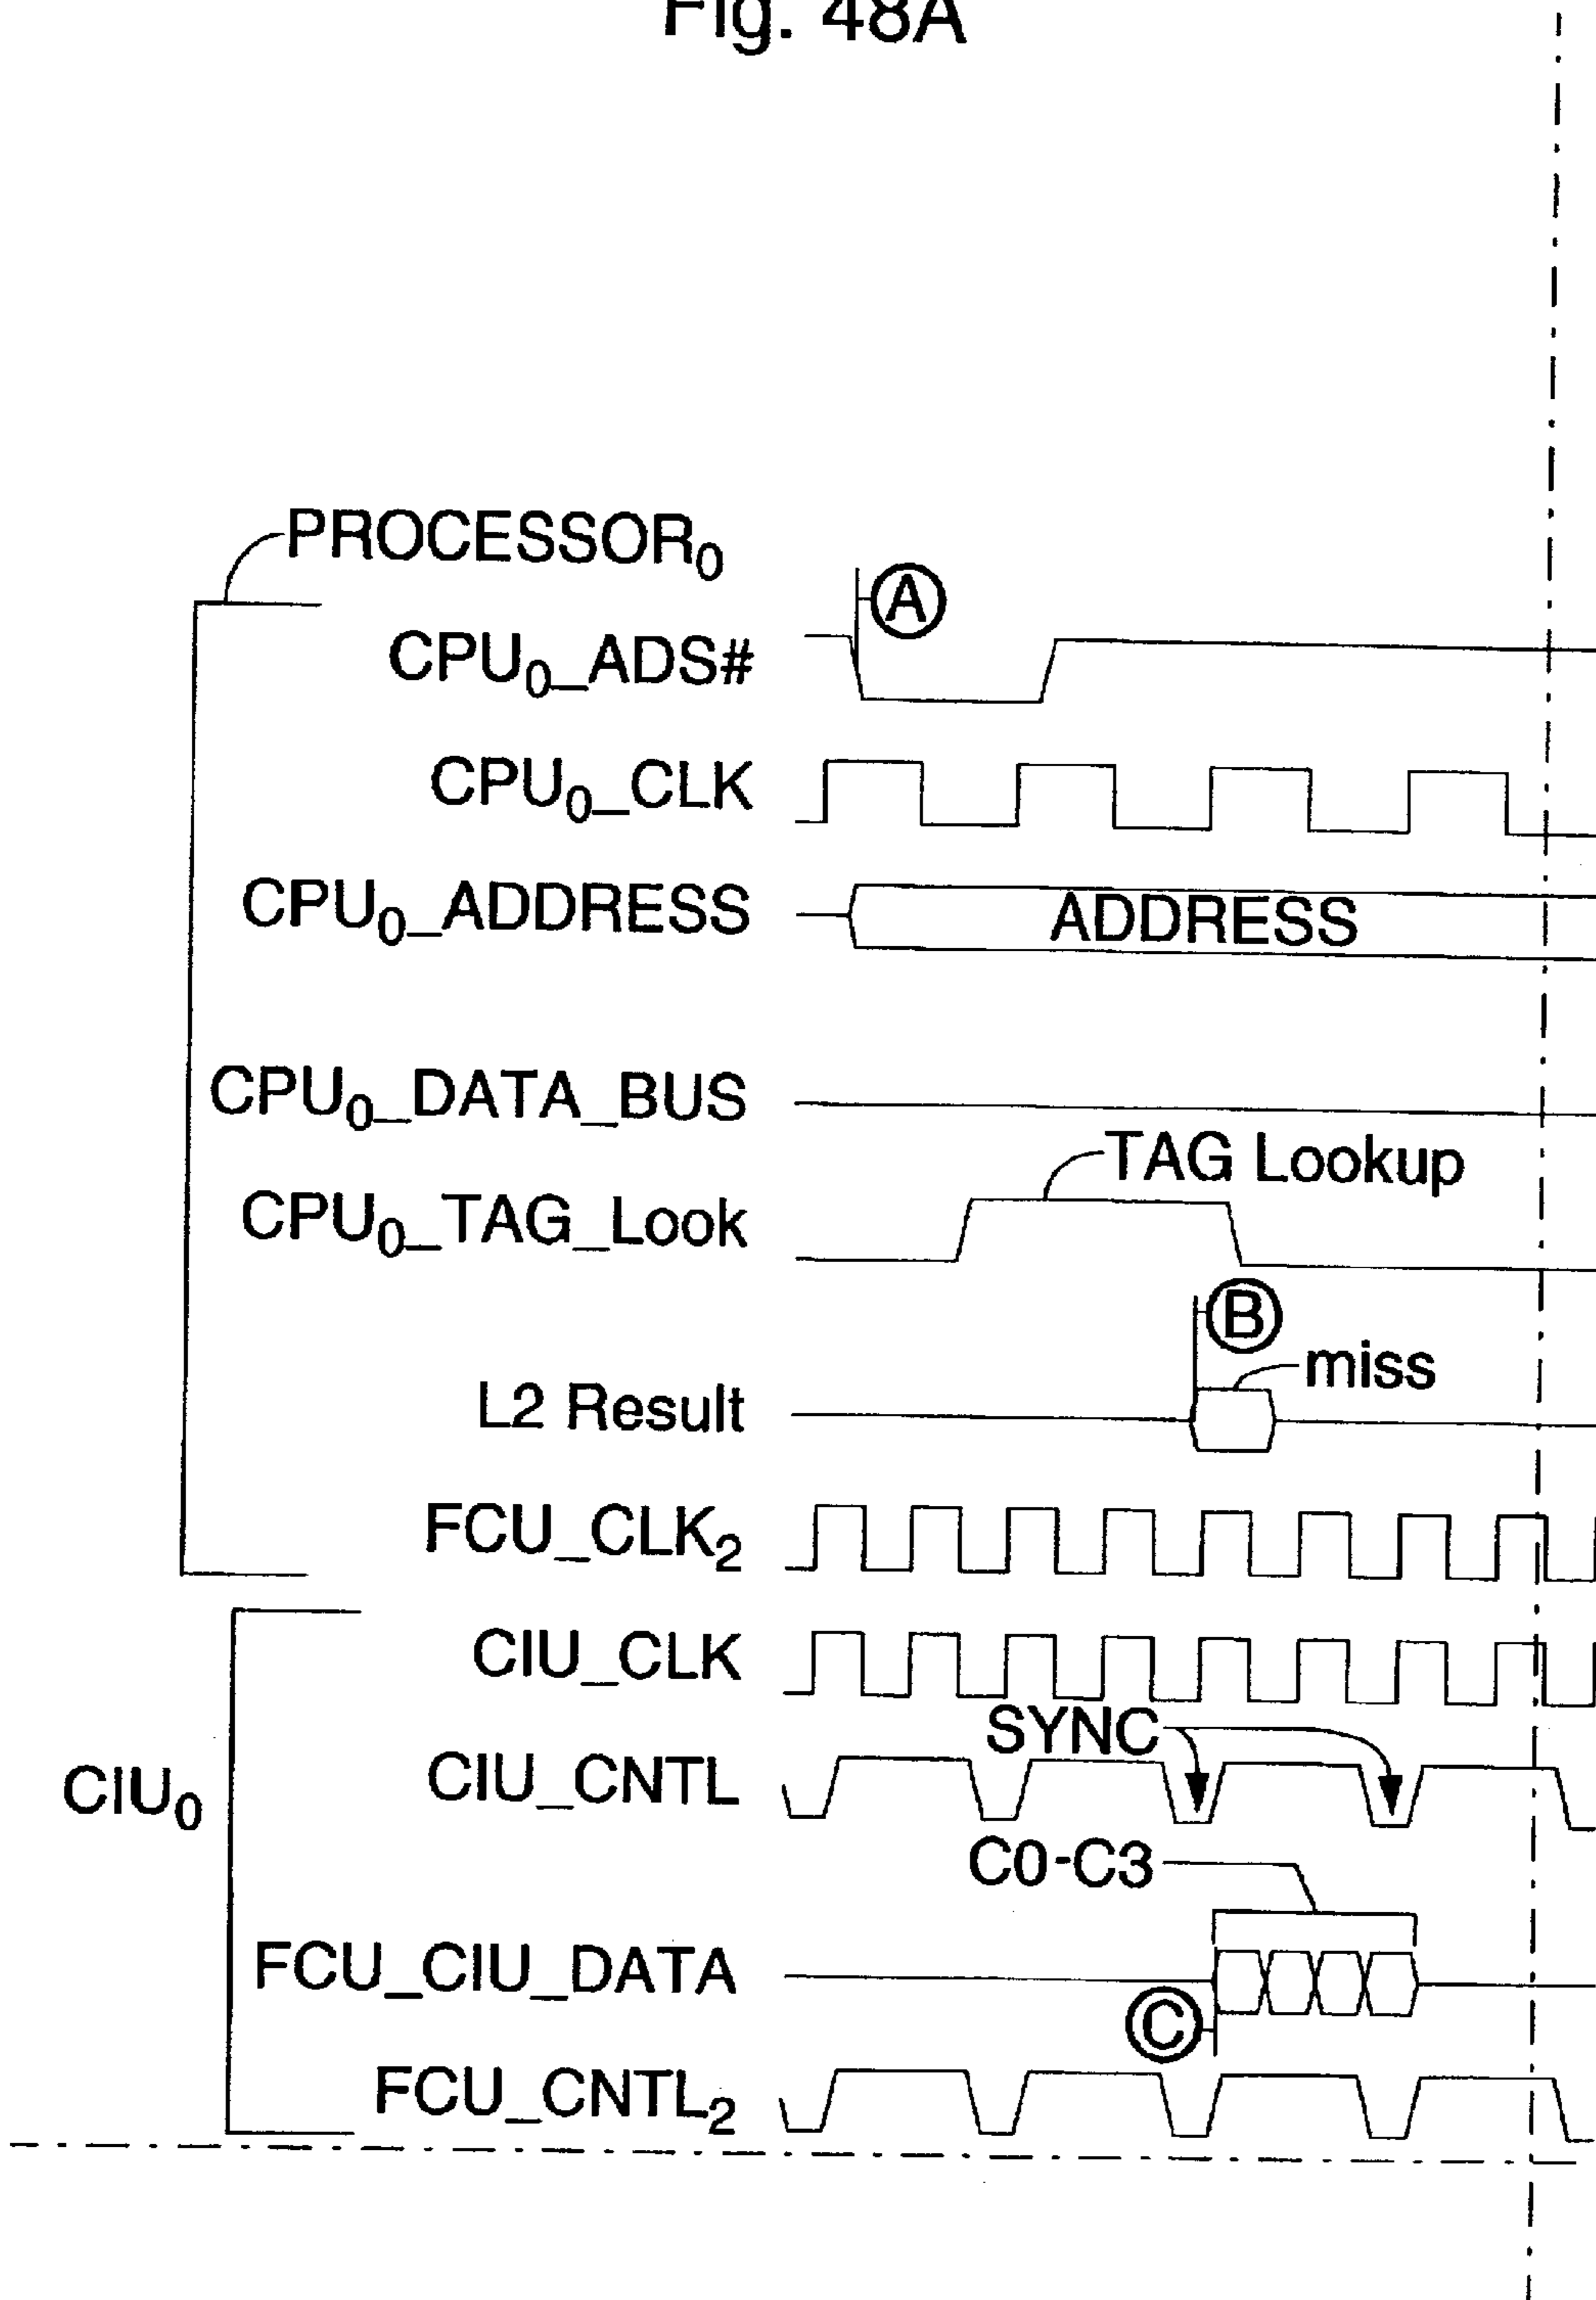 Fig. 48A
PROCESSOR₀
Ⓐ
CPU₀_ADS#
CPU₀_CLK
CPU₀_ADDRESS
ADDRESS
CPU₀_DATA_BUS
TAG Lookup
CPU₀_TAG_Look
Ⓑ
miss
L2 Result
FCU_CLK₂
CIU_CLK
SYNC
CIU_CNTL
CIU₀
C0-C3
FCU_CIU_DATA
Ⓒ
FCU_CNTL₂